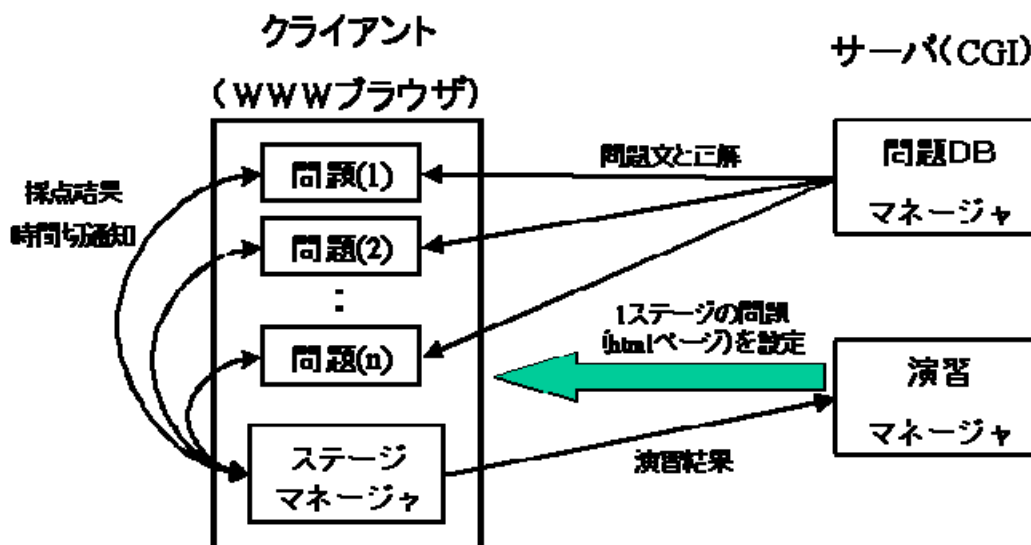 クライアント
(WWWブラウザ)
サーバ(CGI)
問題(1)
問題(2)
:
問題(n)
ステージ
マネージャ
採点結果
時間切通知
問題文と正解
問題DB
マネージャ
1ステージの問題
(htmlページ)を設定
演習
マネージャ
演習結果